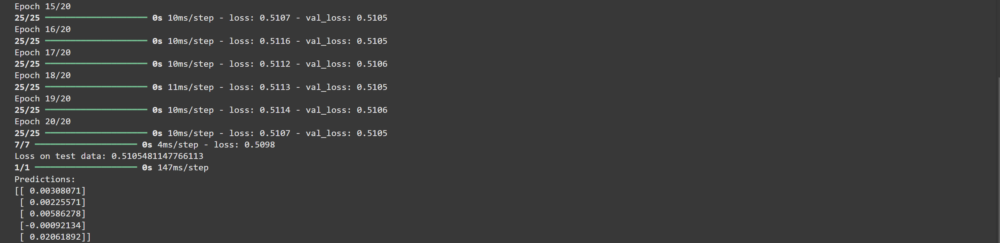 Epoch 15/20
25/25 ━━━━━━━━━━━━━━━━━━━━ 0s 10ms/step - loss: 0.5107 - val_loss: 0.5105
Epoch 16/20
25/25 ━━━━━━━━━━━━━━━━━━━━ 0s 10ms/step - loss: 0.5116 - val_loss: 0.5105
Epoch 17/20
25/25 ━━━━━━━━━━━━━━━━━━━━ 0s 10ms/step - loss: 0.5112 - val_loss: 0.5106
Epoch 18/20
25/25 ━━━━━━━━━━━━━━━━━━━━ 0s 11ms/step - loss: 0.5113 - val_loss: 0.5105
Epoch 19/20
25/25 ━━━━━━━━━━━━━━━━━━━━ 0s 10ms/step - loss: 0.5114 - val_loss: 0.5106
Epoch 20/20
25/25 ━━━━━━━━━━━━━━━━━━━━ 0s 10ms/step - loss: 0.5107 - val_loss: 0.5105
7/7 ━━━━━━━━━━━━━━━━━━━━ 0s 4ms/step - loss: 0.5098
Loss on test data: 0.5105481147766113
1/1 ━━━━━━━━━━━━━━━━━━━━ 0s 147ms/step
Predictions:
[[ 0.00308071]
 [ 0.00225571]
 [ 0.00586278]
 [-0.00092134]
 [ 0.02061892]]